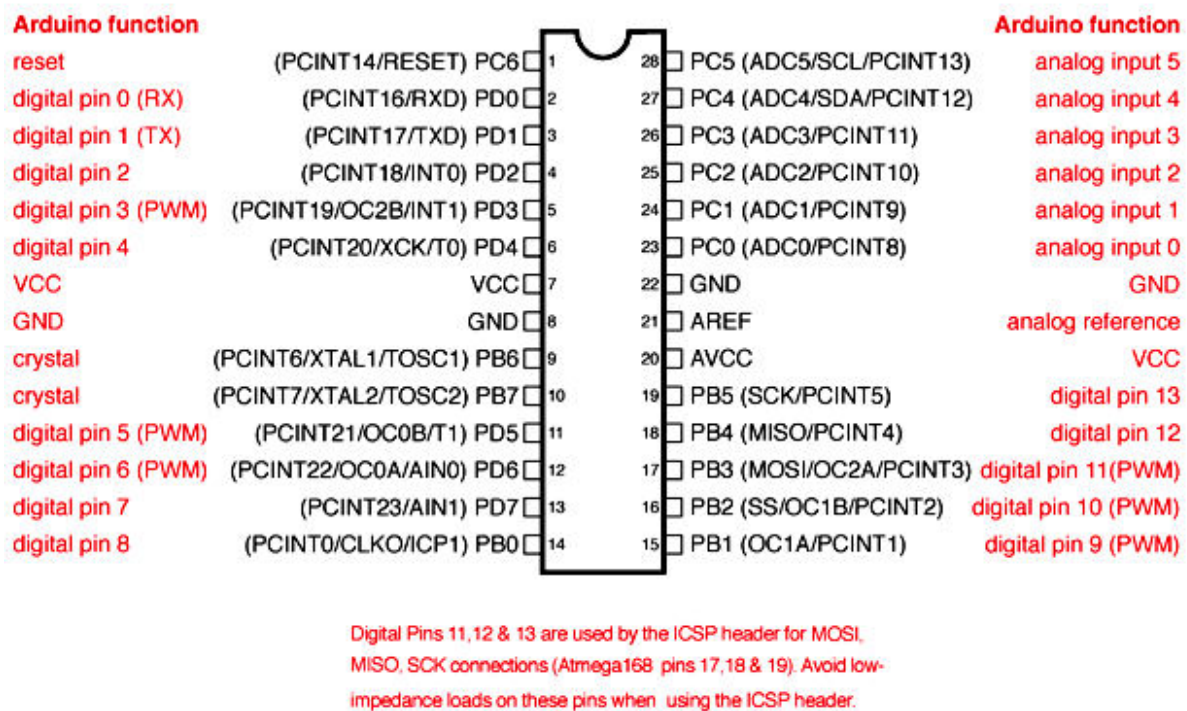 Arduino function
reset (PCINT14/RESET) PC6 1
digital pin 0 (RX) (PCINT16/RXD) PD0 2
digital pin 1 (TX) (PCINT17/TXD) PD1 3
digital pin 2 (PCINT18/INT0) PD2 4
digital pin 3 (PWM) (PCINT19/OC2B/INT1) PD3 5
digital pin 4 (PCINT20/XCK/T0) PD4 6
VCC VCC 7
GND GND 8
crystal (PCINT6/XTAL1/TOSC1) PB6 9
crystal (PCINT7/XTAL2/TOSC2) PB7 10
digital pin 5 (PWM) (PCINT21/OC0B/T1) PD5 11
digital pin 6 (PWM) (PCINT22/OC0A/AIN0) PD6 12
digital pin 7 (PCINT23/AIN1) PD7 13
digital pin 8 (PCINT0/CLKO/ICP1) PB0 14
Arduino function
28 PC5 (ADC5/SCL/PCINT13) analog input 5
27 PC4 (ADC4/SDA/PCINT12) analog input 4
26 PC3 (ADC3/PCINT11) analog input 3
25 PC2 (ADC2/PCINT10) analog input 2
24 PC1 (ADC1/PCINT9) analog input 1
23 PC0 (ADC0/PCINT8) analog input 0
22 GND GND
21 AREF analog reference
20 AVCC VCC
19 PB5 (SCK/PCINT5) digital pin 13
18 PB4 (MISO/PCINT4) digital pin 12
17 PB3 (MOSI/OC2A/PCINT3) digital pin 11(PWM)
16 PB2 (SS/OC1B/PCINT2) digital pin 10 (PWM)
15 PB1 (OC1A/PCINT1) digital pin 9 (PWM)
Digital Pins 11,12 & 13 are used by the ICSP header for MOSI,
MISO, SCK connections (Atmega168 pins 17,18 & 19). Avoid low-
impedance loads on these pins when using the ICSP header.